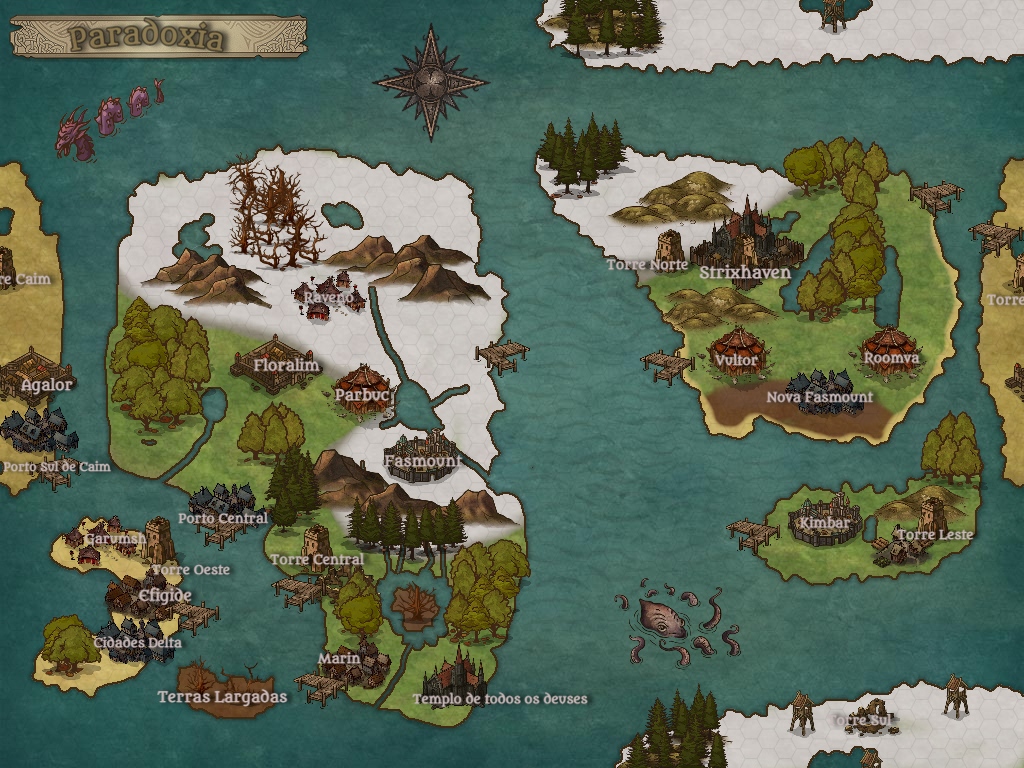 Paradoxia
Torre Norte
Strixhaven
re Caim
Raveno
Torre
Floralim
Vultor
Roomva
Agalor
Parbuc
Nova Fasmount
Porto Sul de Caim
Fasmount
Porto Central
Kimbar
Garumsh
Torre Leste
Torre Central
Torre Oeste
Efigide
Cidades Delta
Marin
Terras Largadas
Templo de todos os deuses
Torre Sul